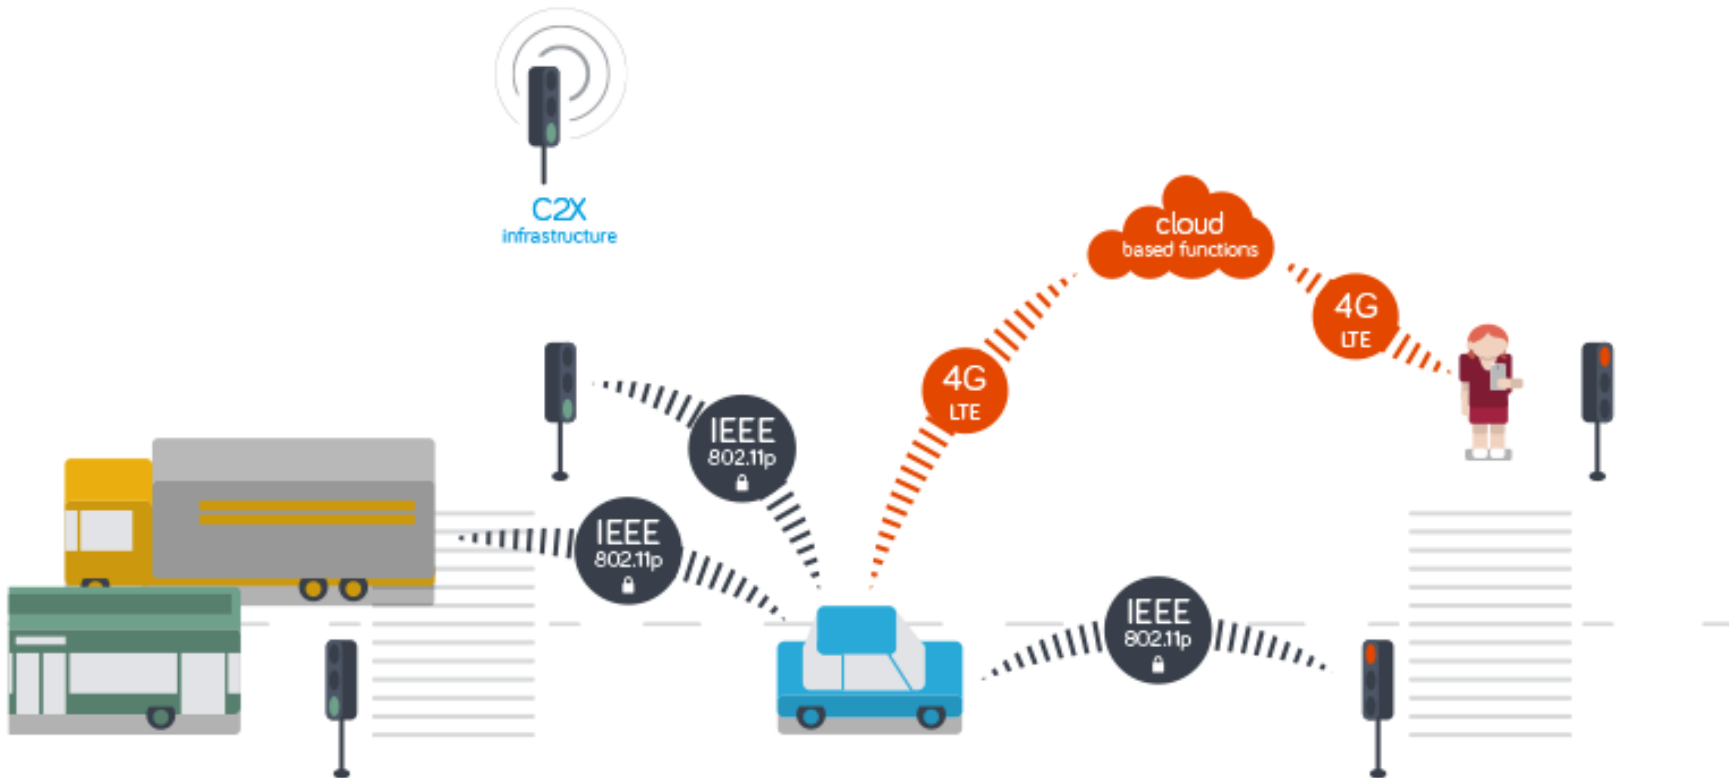 C2X
infrastructure
cloud
based functions
4G
LTE
4G
LTE
IEEE
802.11p
IEEE
802.11p
IEEE
802.11p